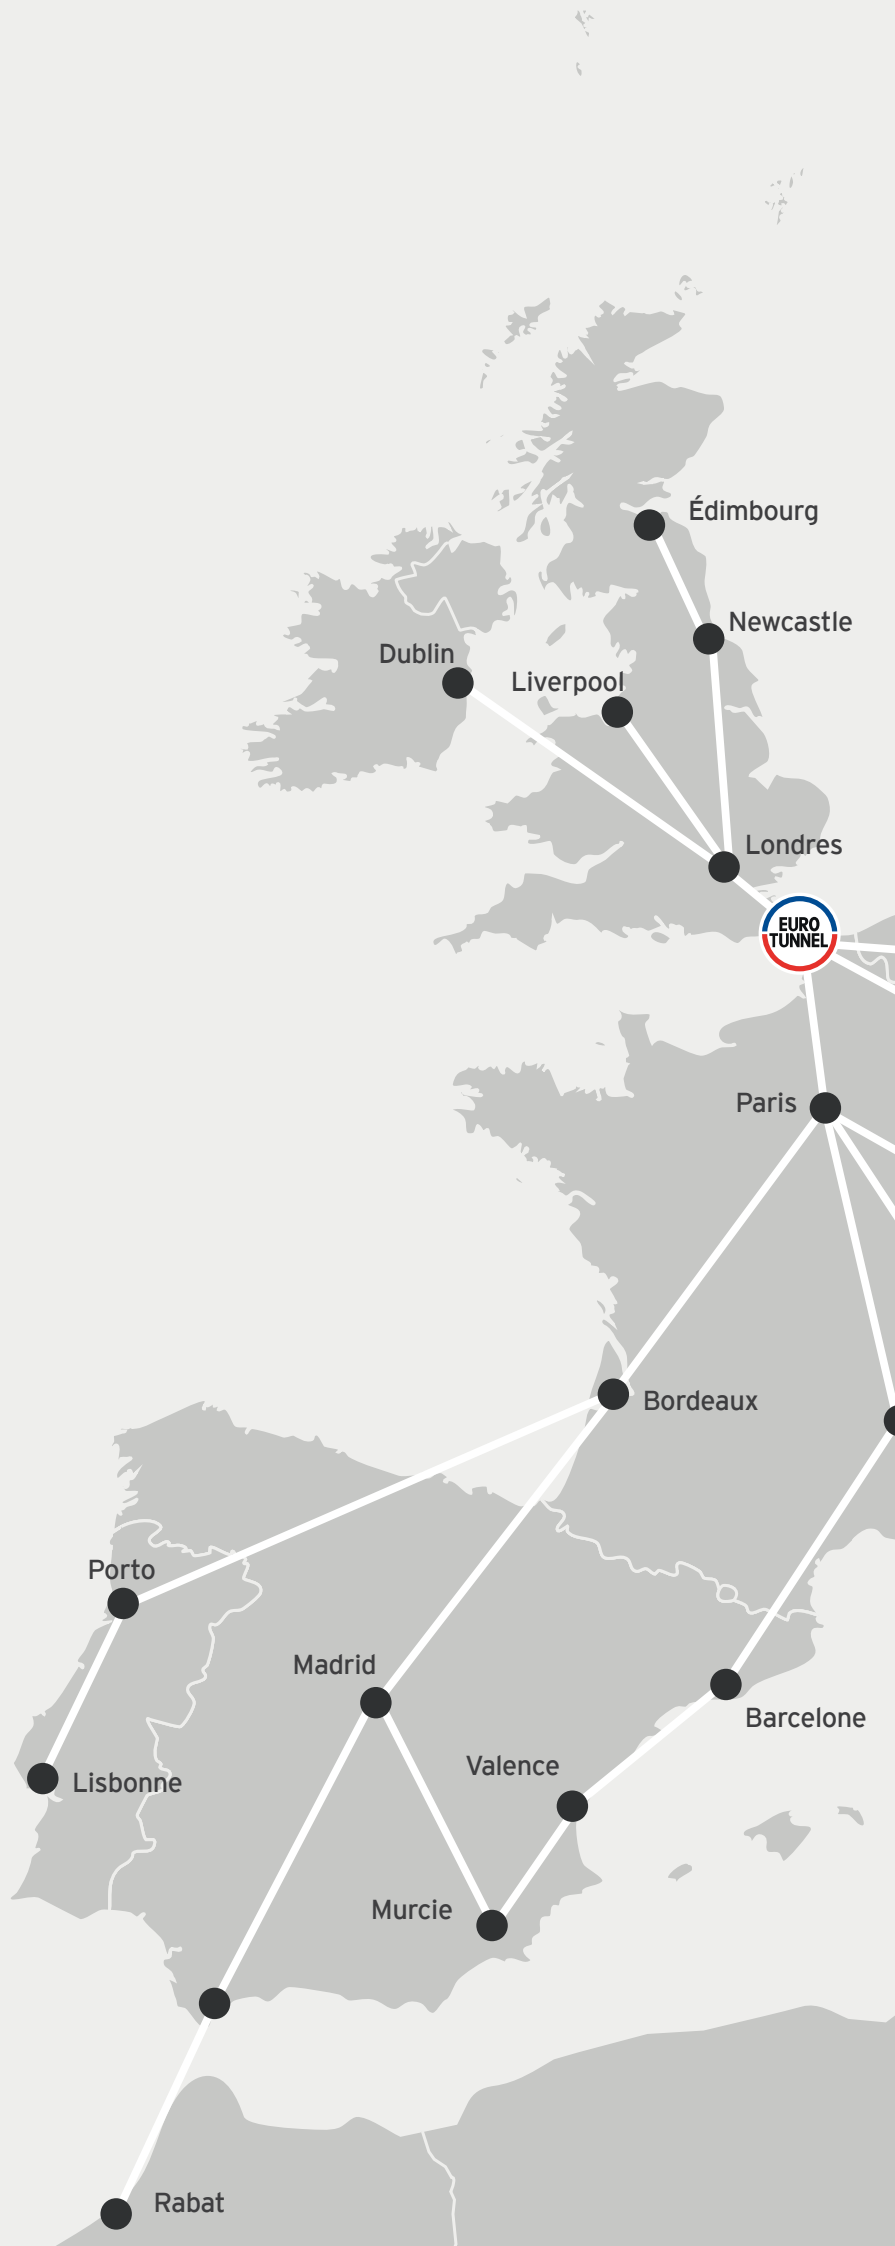 Édimbourg
Newcastle
Dublin
Liverpool
Londres
EURO
TUNNEL
Paris
Bordeaux
Porto
Madrid
Barcelone
Valence
Lisbonne
Murcie
Rabat